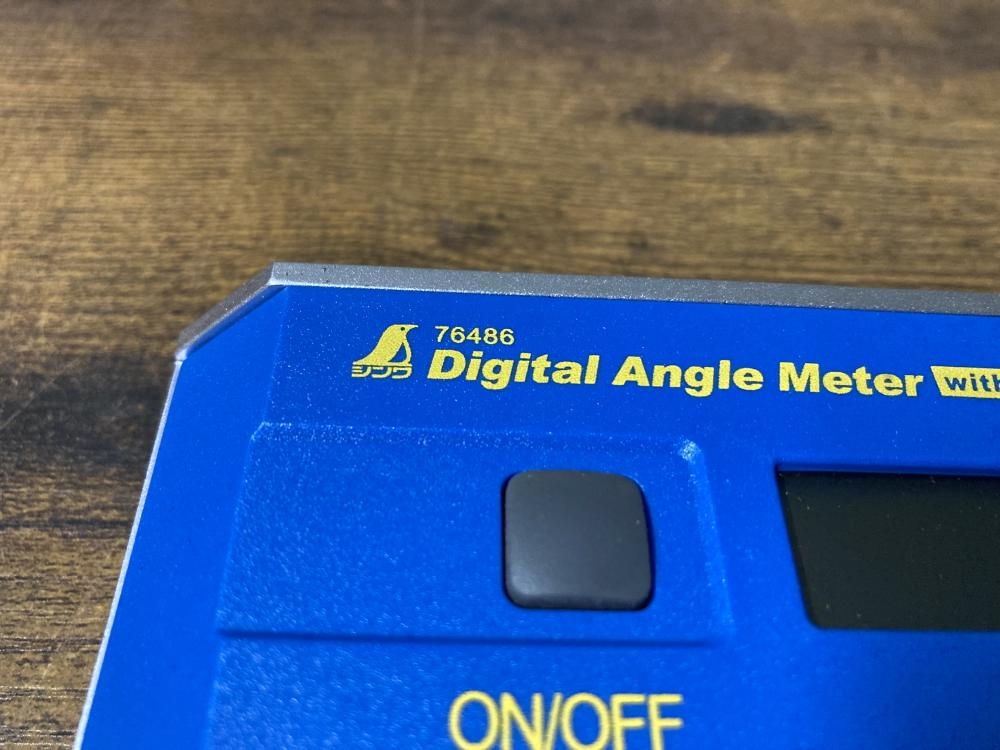 76486
シンワ Digital Angle Meter with
ON/OFF